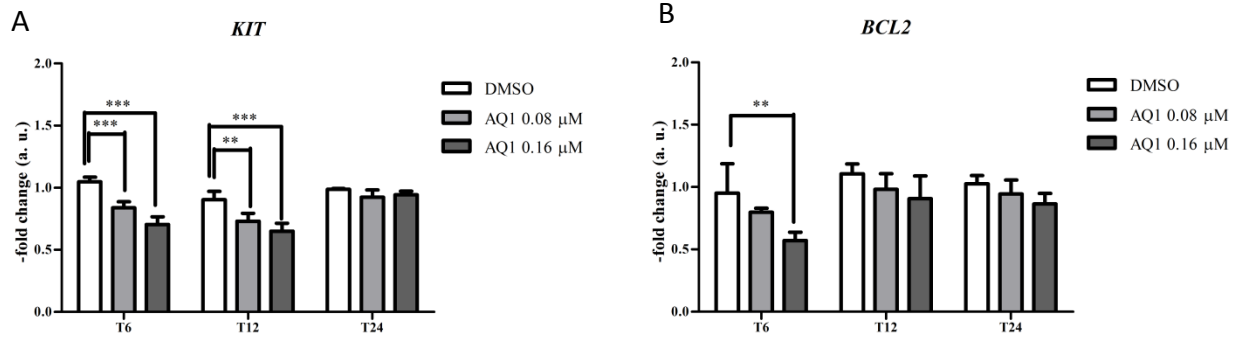 A
KIT
-fold change (a. u.)
2.0
1.5
1.0
0.5
0.0
***
***
***
**
T6
T12
T24
DMSO
AQ1 0.08 µM
AQ1 0.16 µM
B
BCL2
-fold change (a. u.)
2.0
1.5
1.0
0.5
0.0
**
T6
T12
T24
DMSO
AQ1 0.08 µM
AQ1 0.16 µM